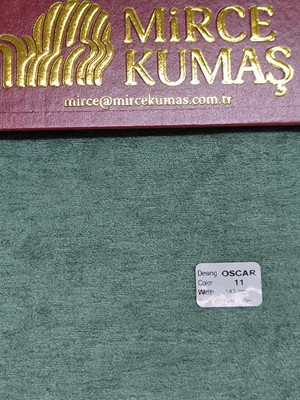 MİRCE
KUMAŞ
mirce@mircekumas.com.tr
Desing OSCAR
Color 11
Width